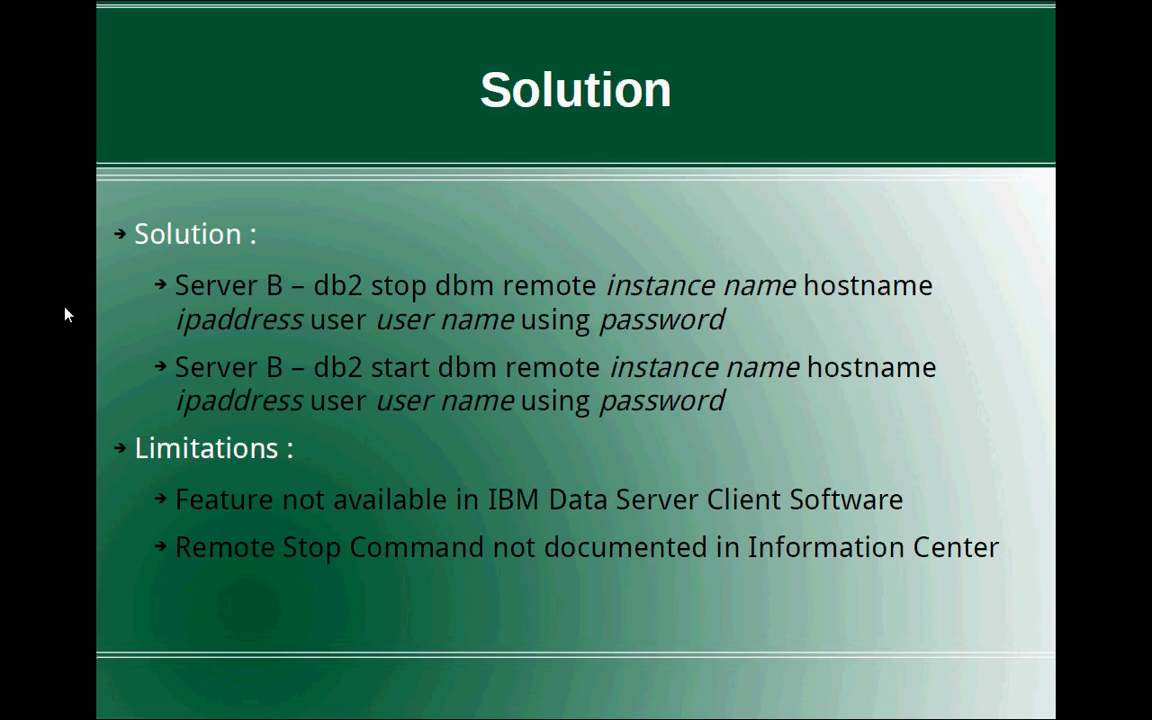 Solution
Solution :
Server B – db2 stop dbm remote instance name hostname
ipaddress user user name using password
Server B – db2 start dbm remote instance name hostname
ipaddress user user name using password
Limitations :
Feature not available in IBM Data Server Client Software
Remote Stop Command not documented in Information Center